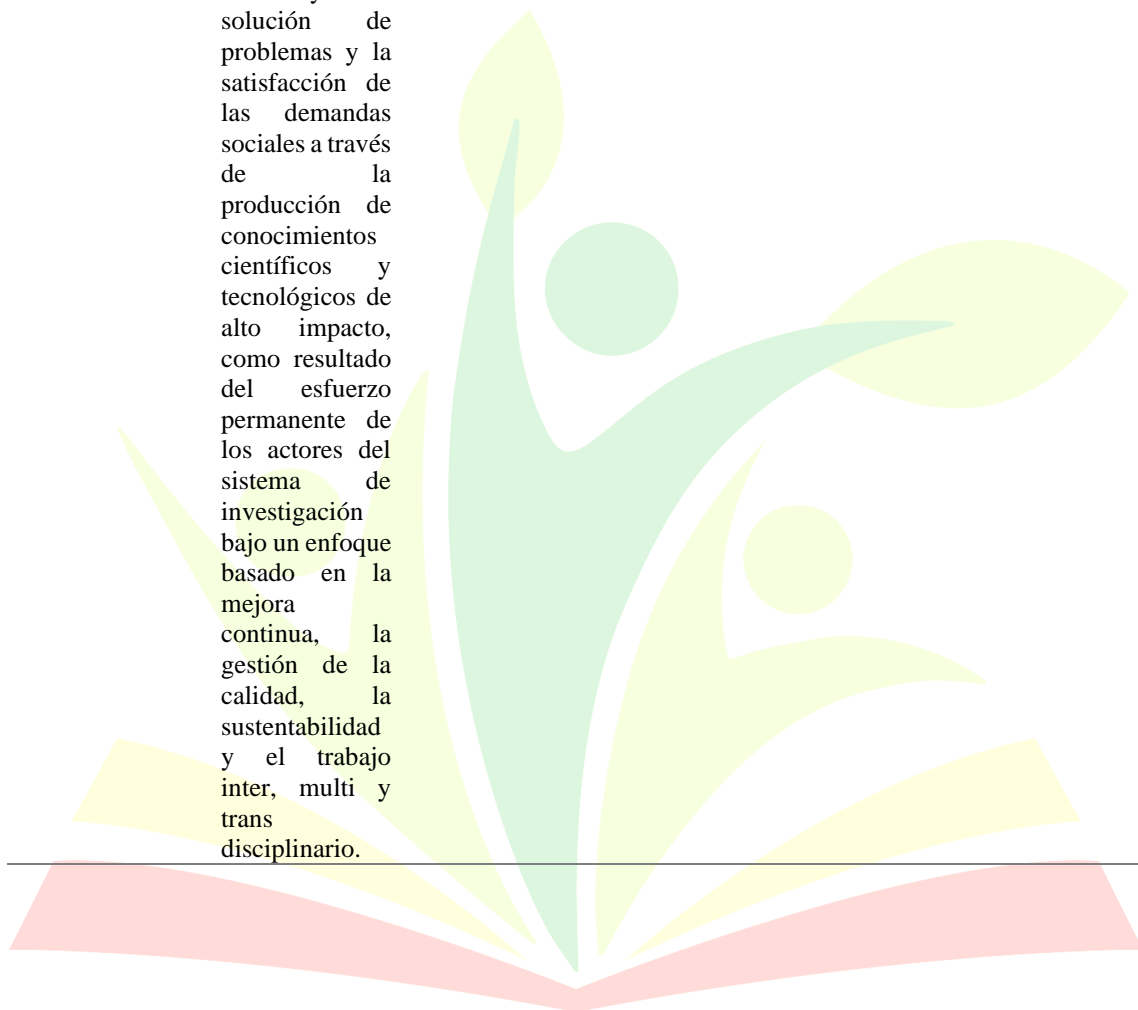 solución de
problemas y la
satisfacción de
las demandas
sociales a través
de la
producción de
conocimientos
científicos y
tecnológicos de
alto impacto,
como resultado
del esfuerzo
permanente de
los actores del
sistema de
investigación
bajo un enfoque
basado en la
mejora
continua, la
gestión de la
calidad, la
sustentabilidad
y el trabajo
inter, multi y
trans
disciplinario.